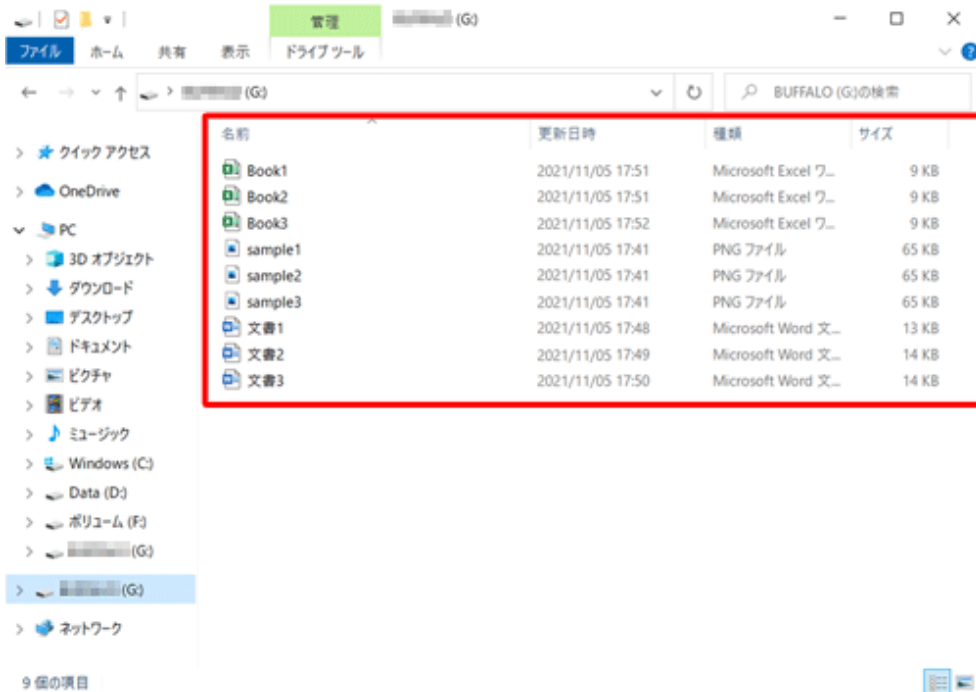 管理
(G:)
ファイル ホーム 共有 表示 ドライブ ツール
(G:)
BUFFALO (G:)の検索
名前 更新日時 種類 サイズ
Book1 2021/11/05 17:51 Microsoft Excel ワ... 9 KB
Book2 2021/11/05 17:51 Microsoft Excel ワ... 9 KB
Book3 2021/11/05 17:52 Microsoft Excel ワ... 9 KB
sample1 2021/11/05 17:41 PNG ファイル 65 KB
sample2 2021/11/05 17:41 PNG ファイル 65 KB
sample3 2021/11/05 17:41 PNG ファイル 65 KB
文書1 2021/11/05 17:48 Microsoft Word 文... 13 KB
文書2 2021/11/05 17:49 Microsoft Word 文... 14 KB
文書3 2021/11/05 17:50 Microsoft Word 文... 14 KB
クイック アクセス
OneDrive
PC
3D オブジェクト
ダウンロード
デスクトップ
ドキュメント
ピクチャ
ビデオ
ミュージック
Windows (C:)
Data (D:)
ボリューム (F:)
(G:)
(G:)
ネットワーク
9 個の項目